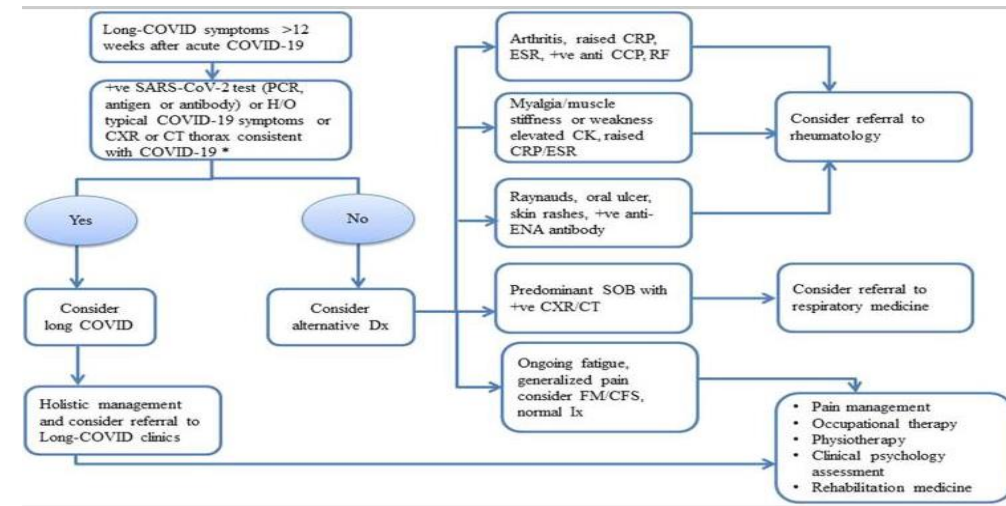 Long-COVID symptoms >12
weeks after acute COVID-19
+ve SARS-CoV-2 test (PCR,
antigen or antibody) or H/O
typical COVID-19 symptoms or
CXR or CT thorax consistent
with COVID-19 *
Yes
No
Consider
long COVID
Consider
alternative Dx
Holistic management
and consider referral to
Long-COVID clinics
Arthritis, raised CRP,
ESR, +ve anti CCP, RF
Myalgia/muscle
stiffness or weakness
elevated CK, raised
CRP/ESR
Raynauds, oral ulcer,
skin rashes, +ve anti-
ENA antibody
Predominant SOB with
+ve CXR/CT
Ongoing fatigue,
generalized pain
consider FM/CFS,
normal Ix
Consider referral to
rheumatology
Consider referral to
respiratory medicine
• Pain management
• Occupational therapy
• Physiotherapy
• Clinical psychology
assessment
• Rehabilitation medicine